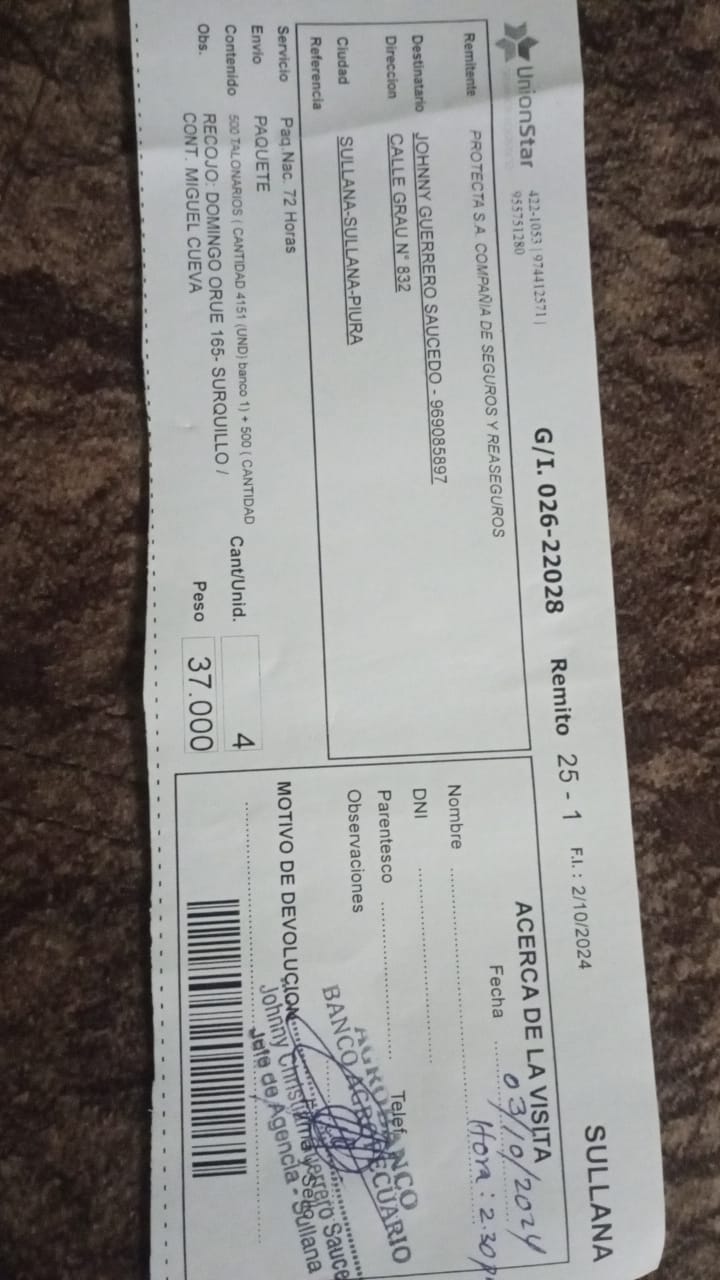 SULLANA
UnionStar
422-1053 | 974412571 |
955751280
G/I. 026-22028 Remito 25 - 1 F.I. : 2/10/2024
Remitente PROTECTA S.A. COMPAÑIA DE SEGUROS Y REASEGUROS
Destinatario JOHNNY GUERRERO SAUCEDO - 969085897
Direccion CALLE GRAU N° 832
Ciudad SULLANA-SULLANA-PIURA
Referencia
Servicio Paq.Nac. 72 Horas
Envio PAQUETE
Contenido 500 TALONARIOS ( CANTIDAD 4151 (UND) banco 1) + 500 ( CANTIDAD
Cant/Unid. 4
Obs. RECOJO: DOMINGO ORUE 165- SURQUILLO /
CONT. MIGUEL CUEVA
Peso 37.000
ACERCA DE LA VISITA
Fecha 03/10/2024
Hora : 2:30 p
Nombre
DNI
Parentesco Telef.
Observaciones
MOTIVO DE DEVOLUCION
AGROBANCO
BANCO AGROPECUARIO
Johnny
Jefe de Agencia - Sullana